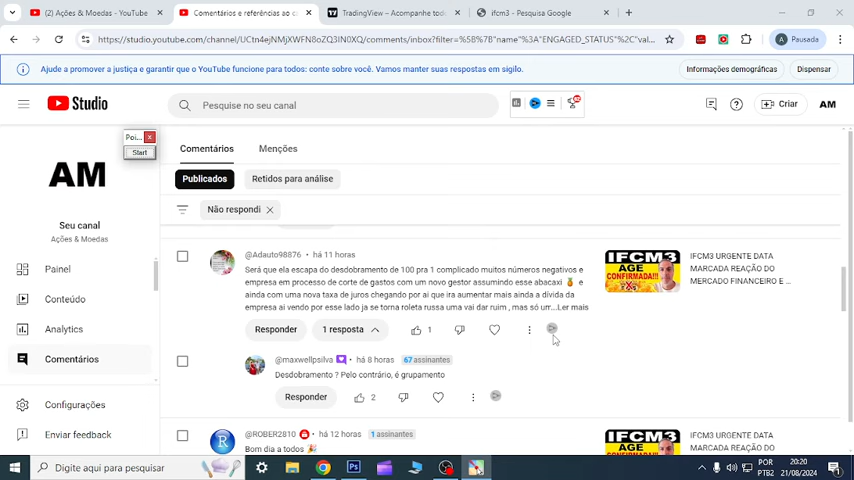 (2) Ações & Moedas - YouTube
Comentários e referências ao c
TradingView – Acompanhe tod
ifcm3 - Pesquisa Google
https://studio.youtube.com/channel/UCtn4ejNMjXWFN8oZQ3IN0XQ/comments/inbox?filter=%5B%7B"name"%3A"ENGAGED_STATUS"%2C"val...
Pausada
Ajude a promover a justiça e garantir que o YouTube funcione para todos: conte sobre você. Vamos manter suas respostas em sigilo.
Informações demográficas
Dispensar
Studio
Pesquise no seu canal
Criar
AM
Poi...
Start
AM
Seu canal
Ações & Moedas
Painel
Conteúdo
Analytics
Comentários
Configurações
Enviar feedback
Comentários
Menções
Publicados
Retidos para análise
Não respondi
@Adauto98876 • há 11 horas
Será que ela escapa do desdobramento de 100 pra 1 complicado muitos números negativos e
empresa em processo de corte de gastos com um novo gestor assumindo esse abacaxi 🍍 e
ainda com uma nova taxa de juros chegando por ai que ira aumentar mais ainda a dívida da
empresa ai vendo por esse lado ja se torna roleta russa uma vai dar ruim , mas só um...Ler mais
Responder
1 resposta
1
IFCM3
AGE
CONFIRMADA!!!
IFCM3 URGENTE DATA
MARCADA REAÇÃO DO
MERCADO FINANCEIRO E ...
@maxwellpsilva • há 8 horas 67 assinantes
Desdobramento ? Pelo contrário, é grupamento
Responder
2
@ROBER2810 • há 12 horas 1 assinantes
Bom dia a todos 🎉
IFCM3
AGE
IFCM3 URGENTE DATA
MARCADA REAÇÃO DO
Digite aqui para pesquisar
POR
PTB2
20:20
21/08/2024